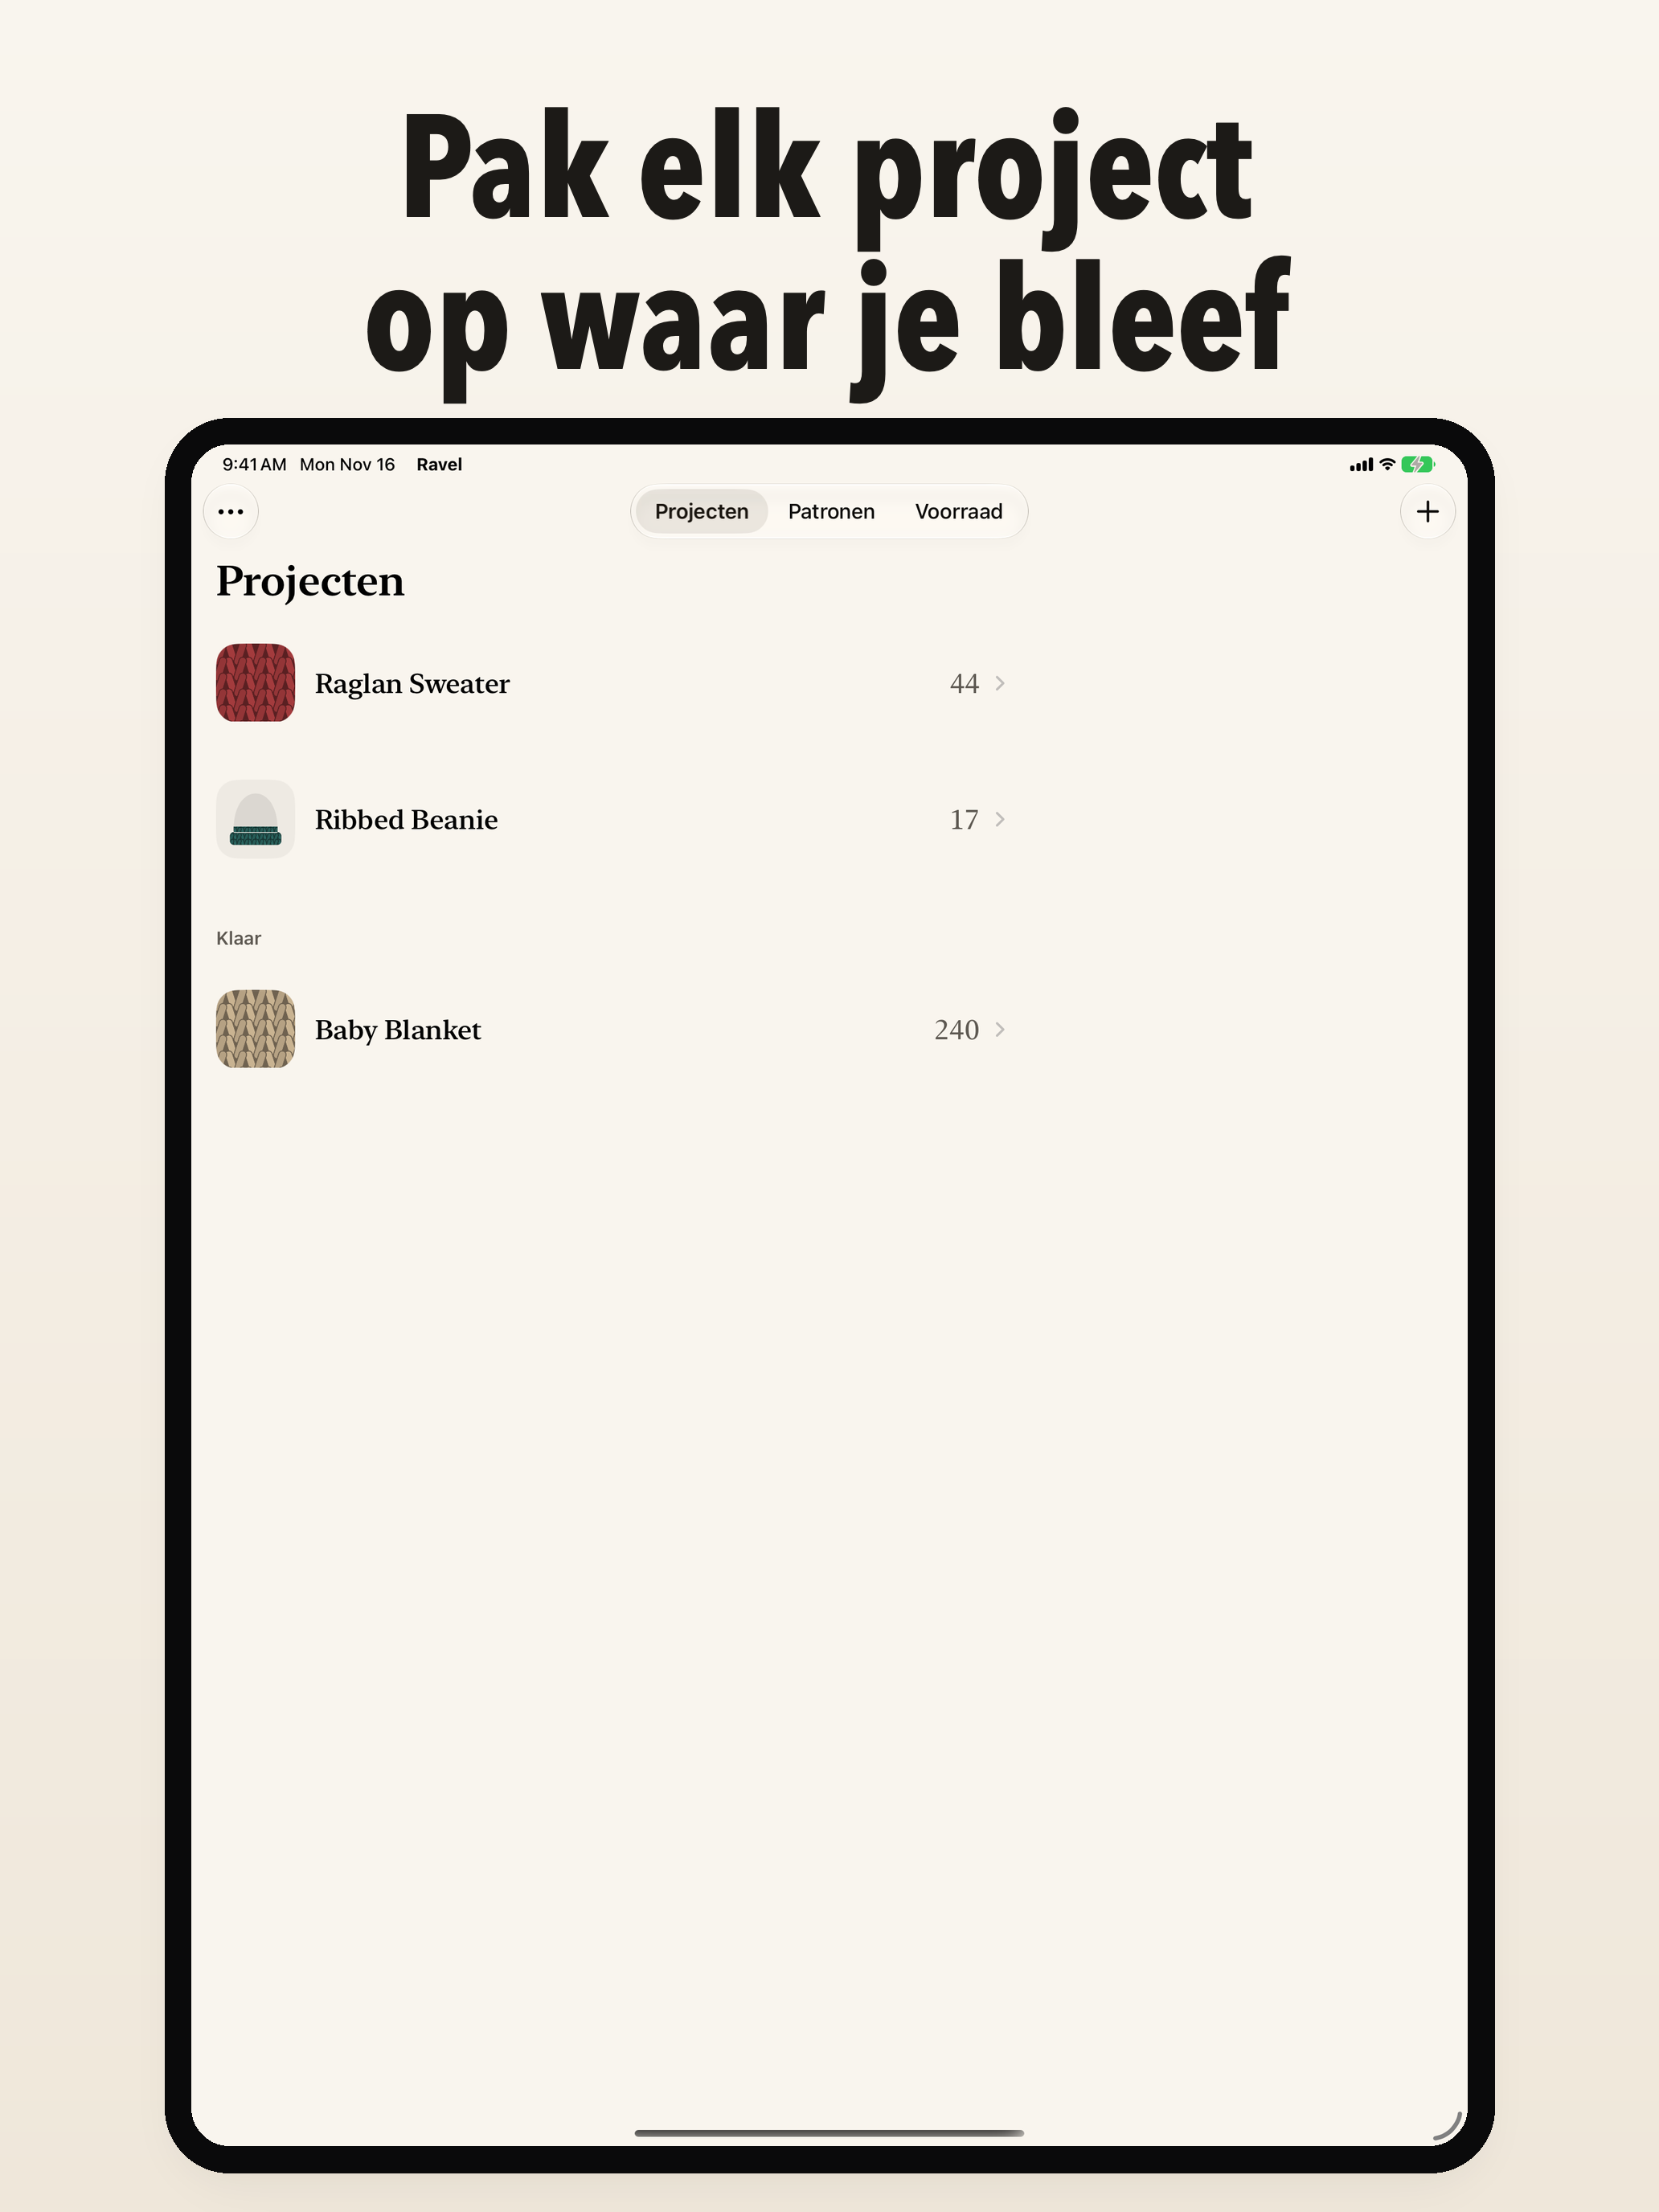 Pak elk project
op waar je bleef
9:41 AM Mon Nov 16 Ravel
Projecten Patronen Voorraad
Projecten
Raglan Sweater 44
Ribbed Beanie 17
Klaar
Baby Blanket 240